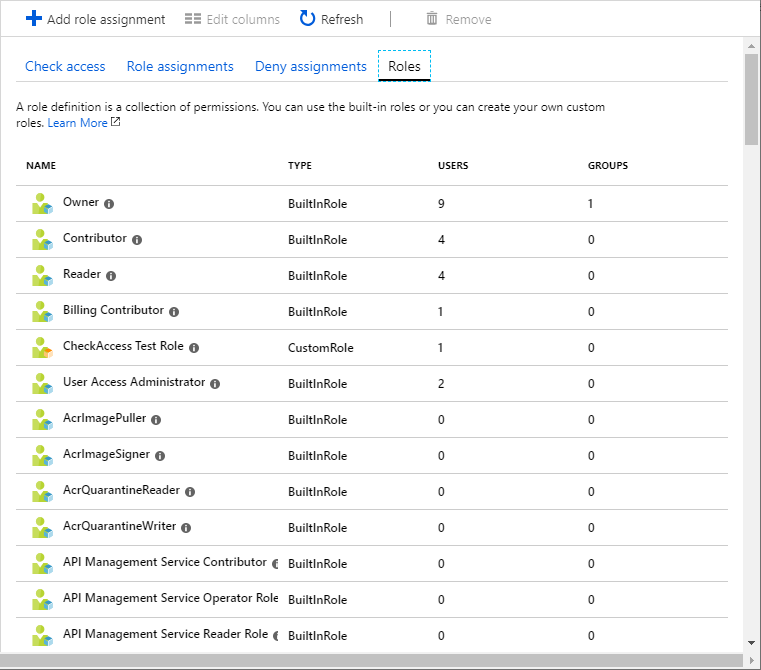 Add role assignment Edit columns Refresh Remove
Check access Role assignments Deny assignments Roles
A role definition is a collection of permissions. You can use the built-in roles or you can create your own custom
roles. Learn More
NAME TYPE USERS GROUPS
Owner BuiltInRole 9 1
Contributor BuiltInRole 4 0
Reader BuiltInRole 4 0
Billing Contributor BuiltInRole 1 0
CheckAccess Test Role CustomRole 1 0
User Access Administrator BuiltInRole 2 0
AcrImagePuller BuiltInRole 0 0
AcrImageSigner BuiltInRole 0 0
AcrQuarantineReader BuiltInRole 0 0
AcrQuarantineWriter BuiltInRole 0 0
API Management Service Contributor BuiltInRole 0 0
API Management Service Operator Role BuiltInRole 0 0
API Management Service Reader Role BuiltInRole 0 0